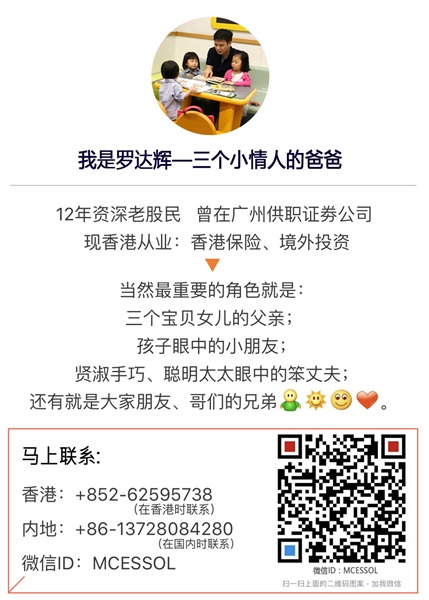 我是罗达辉—三个小情人的爸爸
12年资深老股民 曾在广州供职证券公司
现香港从业：香港保险、境外投资
当然最重要的角色就是：
三个宝贝女儿的父亲；
孩子眼中的小朋友；
贤淑手巧、聪明太太眼中的笨丈夫；
还有就是大家朋友、哥们的兄弟。
马上联系:
香港：+852-62595738
（在香港时联系）
内地：+86-13728084280
（在国内时联系）
微信ID：MCESSOL
微信ID：MCESSOL
扫一扫上面的二维码图案，加我微信